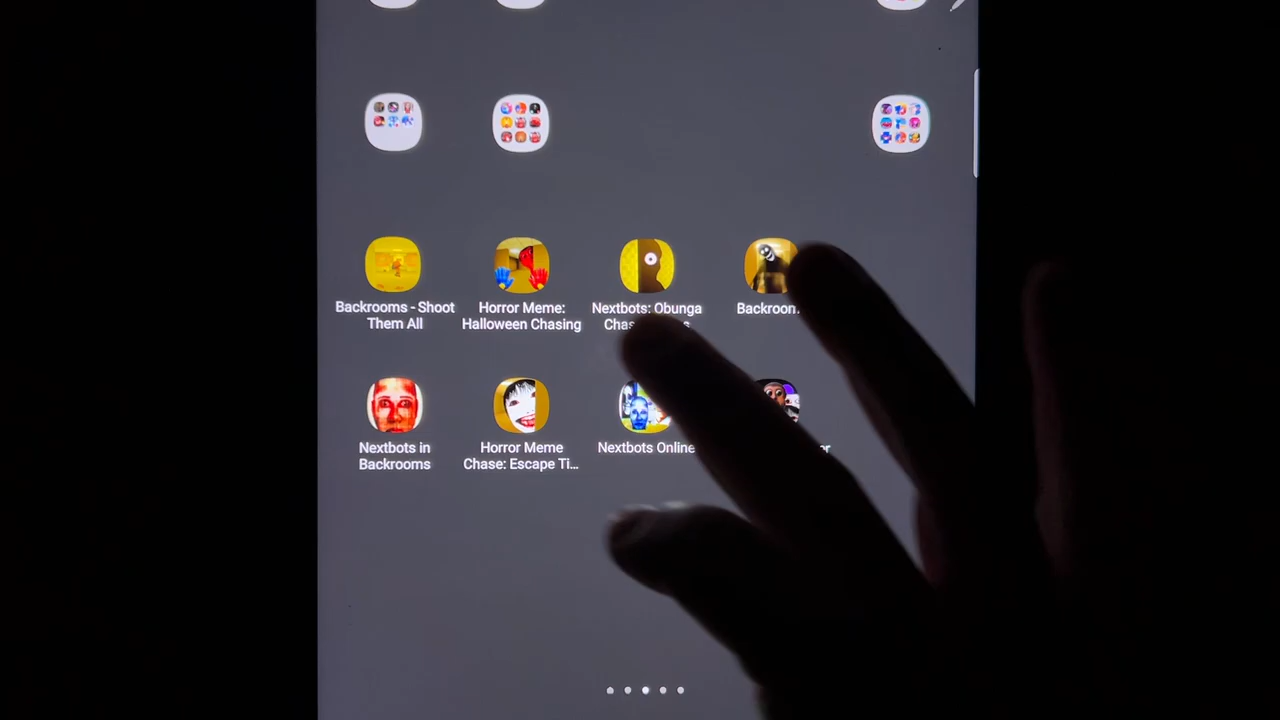 Backrooms - Shoot
Them All
Horror Meme:
Halloween Chasing
Nextbots: Obunga
Nextbots in
Backrooms
Horror Meme
Chase: Escape Ti...
Nextbots Online